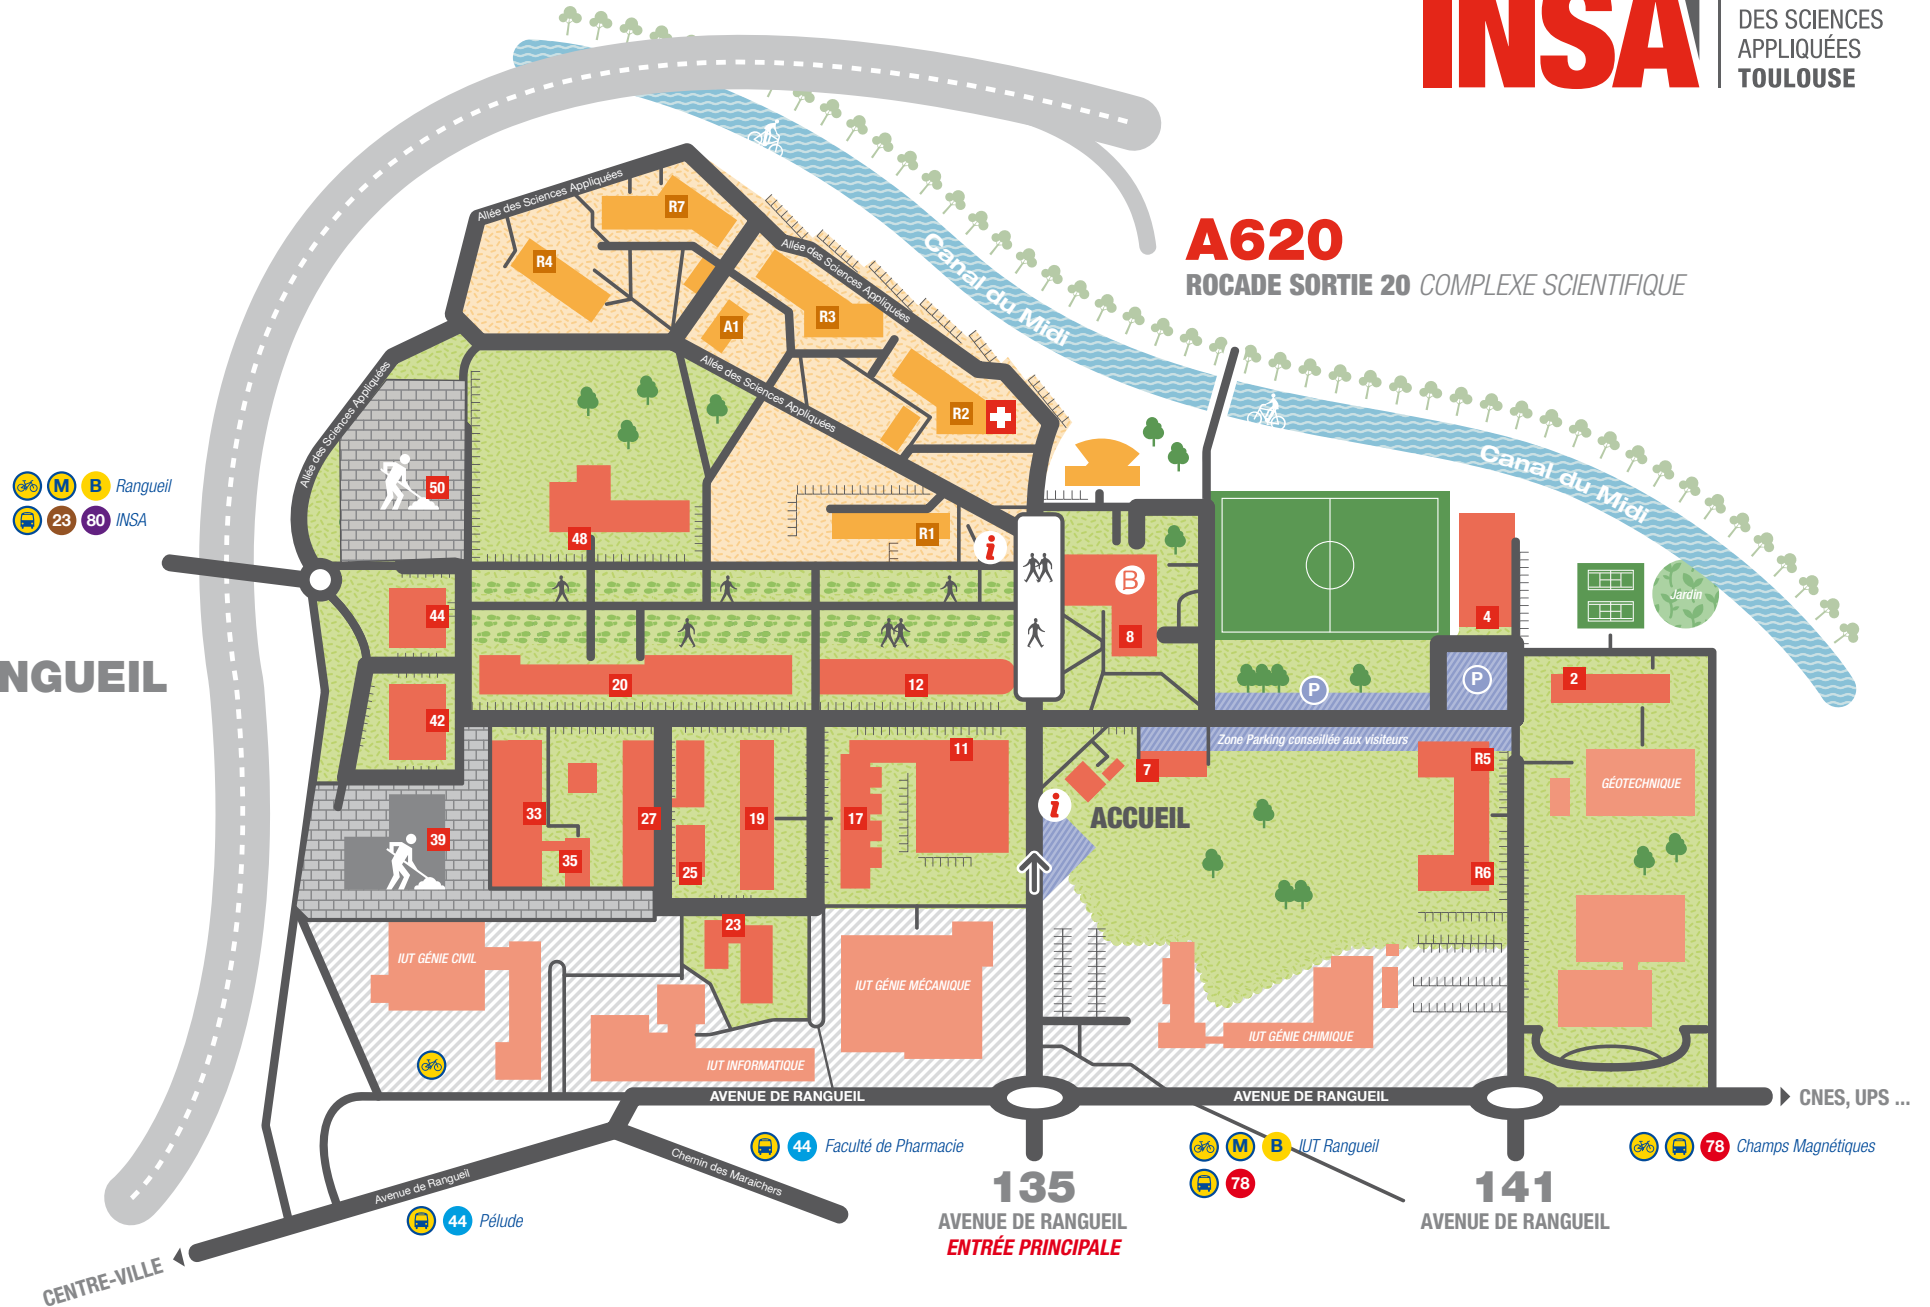 INSA
DES SCIENCES
APPLIQUÉES
TOULOUSE
A620
ROCADE SORTIE 20 COMPLEXE SCIENTIFIQUE
Canal du Midi
Canal du Midi
Allée des Sciences Appliquées
Allée des Sciences Appliquées
Allée des Sciences Appliquées
Allée des Sciences Appliquées
R7
R4
R3
A1
R2
R1
i
M B Rangueil
23 80 INSA
50
48
44
42
NGUEIL
20
12
B
8
4
Jardin
2
P
P
Zone Parking conseillée aux visiteurs
11
7
R5
GÉOTECHNIQUE
33
27
19
17
i
ACCUEIL
39
35
25
R6
23
IUT GÉNIE CIVIL
IUT GÉNIE MÉCANIQUE
IUT GÉNIE CHIMIQUE
IUT INFORMATIQUE
AVENUE DE RANGUEIL
AVENUE DE RANGUEIL
CNES, UPS ...
44 Faculté de Pharmacie
M B IUT Rangueil
78
78 Champs Magnétiques
Chemin des Maraichers
Avenue de Rangueil
44 Pélude
135
AVENUE DE RANGUEIL
ENTRÉE PRINCIPALE
141
AVENUE DE RANGUEIL
CENTRE-VILLE